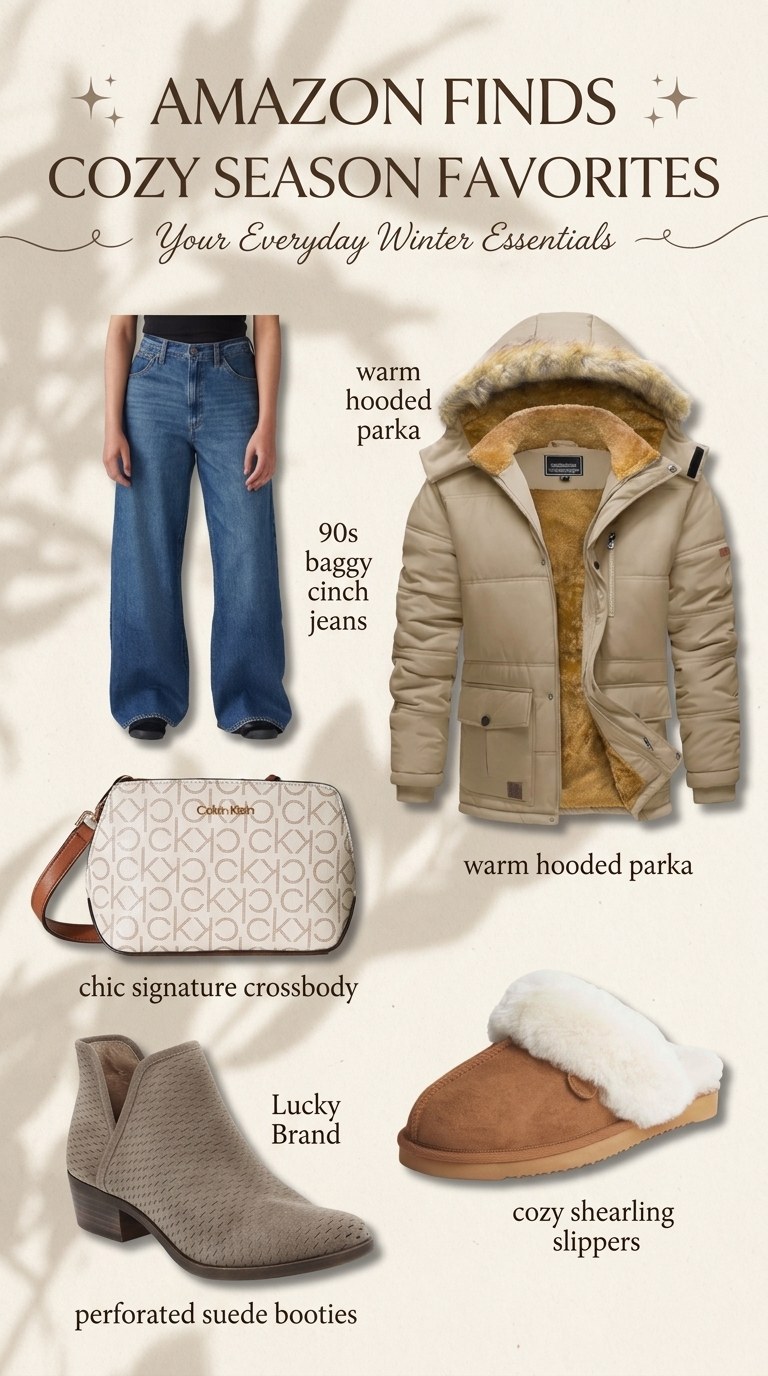 AMAZON FINDS
COZY SEASON FAVORITES
Your Everyday Winter Essentials
warm
hooded
parka
90s
baggy
cinch
jeans
warm hooded parka
Calvin Klein
chic signature crossbody
Lucky
Brand
cozy shearling
slippers
perforated suede booties